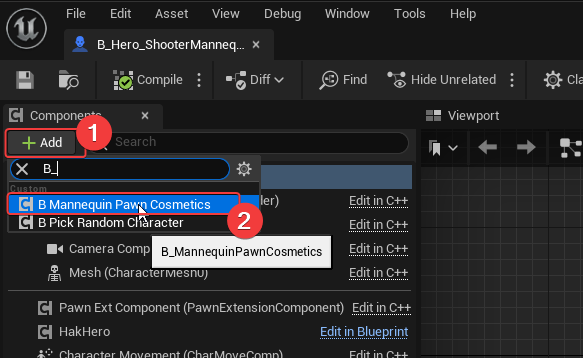 File Edit Asset View Debug Window Tools Help
B_Hero_ShooterMannequ...
Compile Diff Find Hide Unrelated Cla
Components Viewport
Add 1 Search
B_
Custom
B Mannequin Pawn Cosmetics ler) Edit in C++
2
B Pick Random Character Edit in C++
Camera Comp Edit in C++
B_MannequinPawnCosmetics
Mesh (CharacterMesh0) Edit in C++
Pawn Ext Component (PawnExtensionComponent) Edit in C++
HakHero Edit in Blueprint
Character Movement (CharMoveComp) Edit in C++